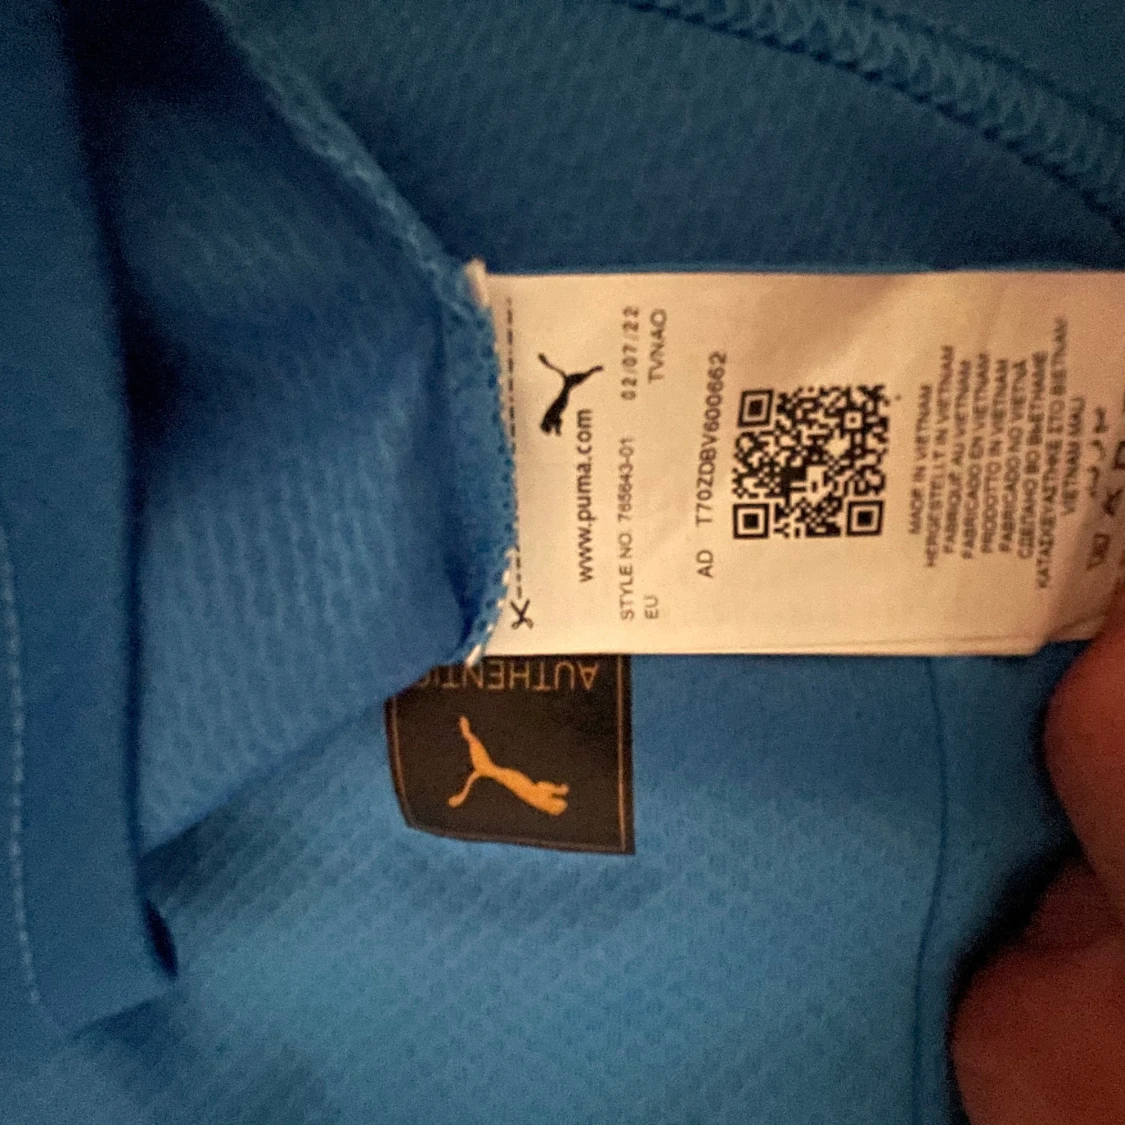 www.puma.com
STYLE NO. 765643-01 02/07/22
EU TVNAO
AD T70ZDBV600662
MADE IN VIETNAM
HERGESTELLT IN VIETNAM
FABRIQUÉ AU VIETNAM
FABRICADO EN VIETNAM
PRODOTTO IN VIETNAM
FABRICADO NO VIETNÃ
СДЕЛАНО ВО ВЬЕТНАМЕ
ΚΑΤΑΣΚΕΥΑΣΤΗΚΕ ΣΤΟ ΒΙΕΤΝΑΜ
VIETNAM MALI
AUTHENTIC